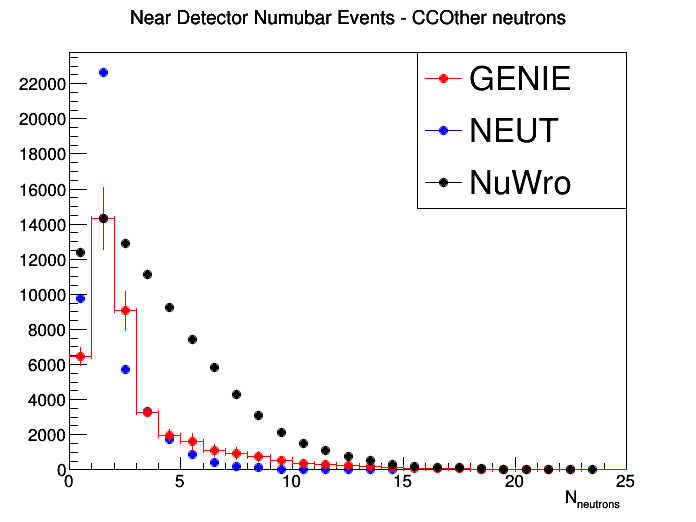 Near Detector Numubar Events - CCOther neutrons
GENIE
NEUT
NuWro
22000
20000
18000
16000
14000
12000
10000
8000
6000
4000
2000
0
0 5 10 15 20 25
N_neutrons